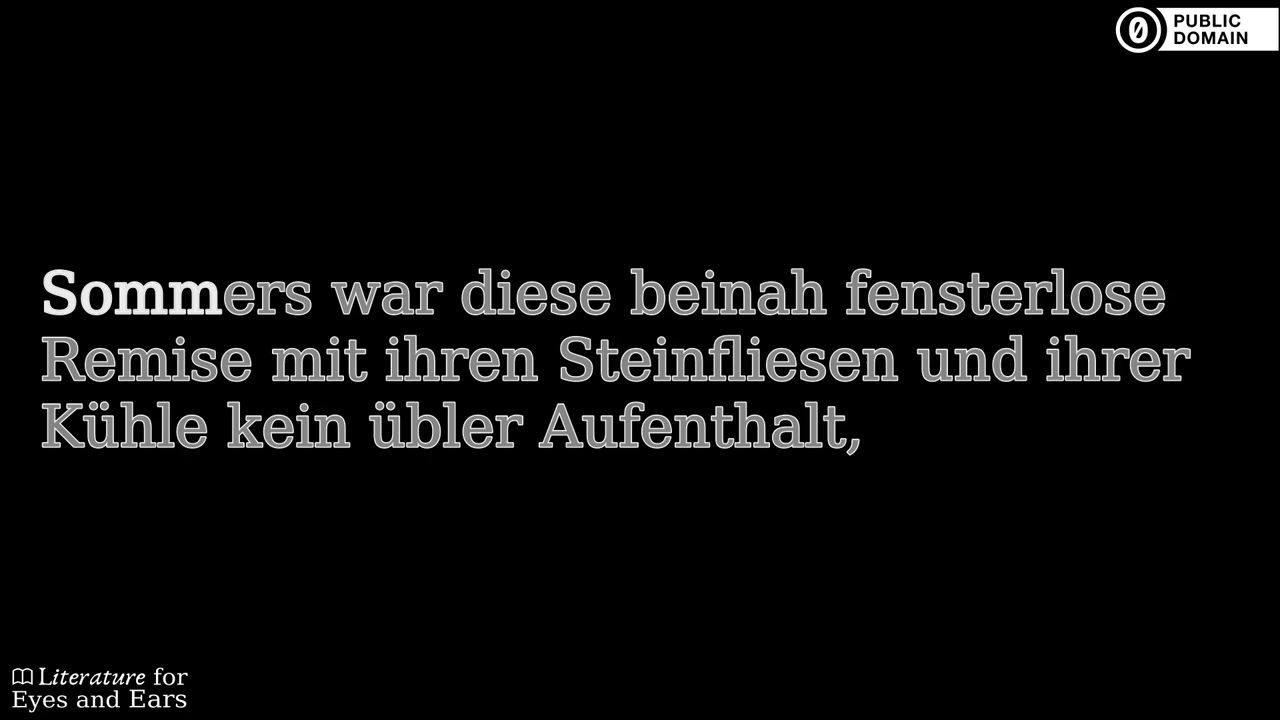 PUBLIC
DOMAIN
Sommers war diese beinah fensterlose
Remise mit ihren Steinfliesen und ihrer
Kühle kein übler Aufenthalt,
Literature for
Eyes and Ears